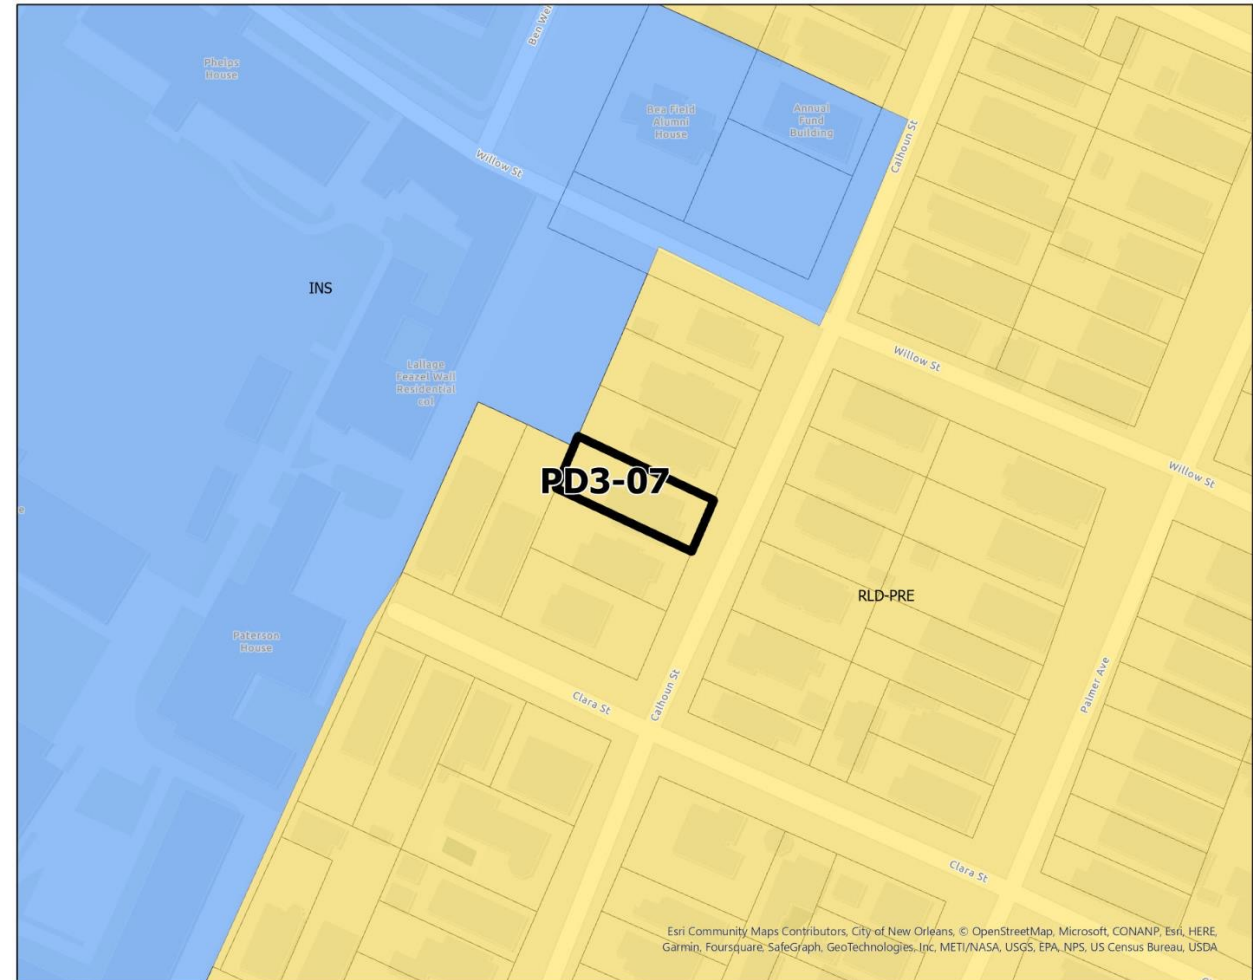 Phelps
House
Ben Wei
Bea Field
Alumni
House
Annual
Fund
Building
Calhoun St
Willow St
INS
Lallage
Feazel Wall
Residential
col
Willow St
PD3-07
Willow St
e
RLD-PRE
Paterson
House
Calhoun St
Palmer Ave
Clara St
Clara St
Esri Community Maps Contributors, City of New Orleans, © OpenStreetMap, Microsoft, CONANP, Esri, HERE,
Garmin, Foursquare, SafeGraph, GeoTechnologies, Inc, METI/NASA, USGS, EPA, NPS, US Census Bureau, USDA